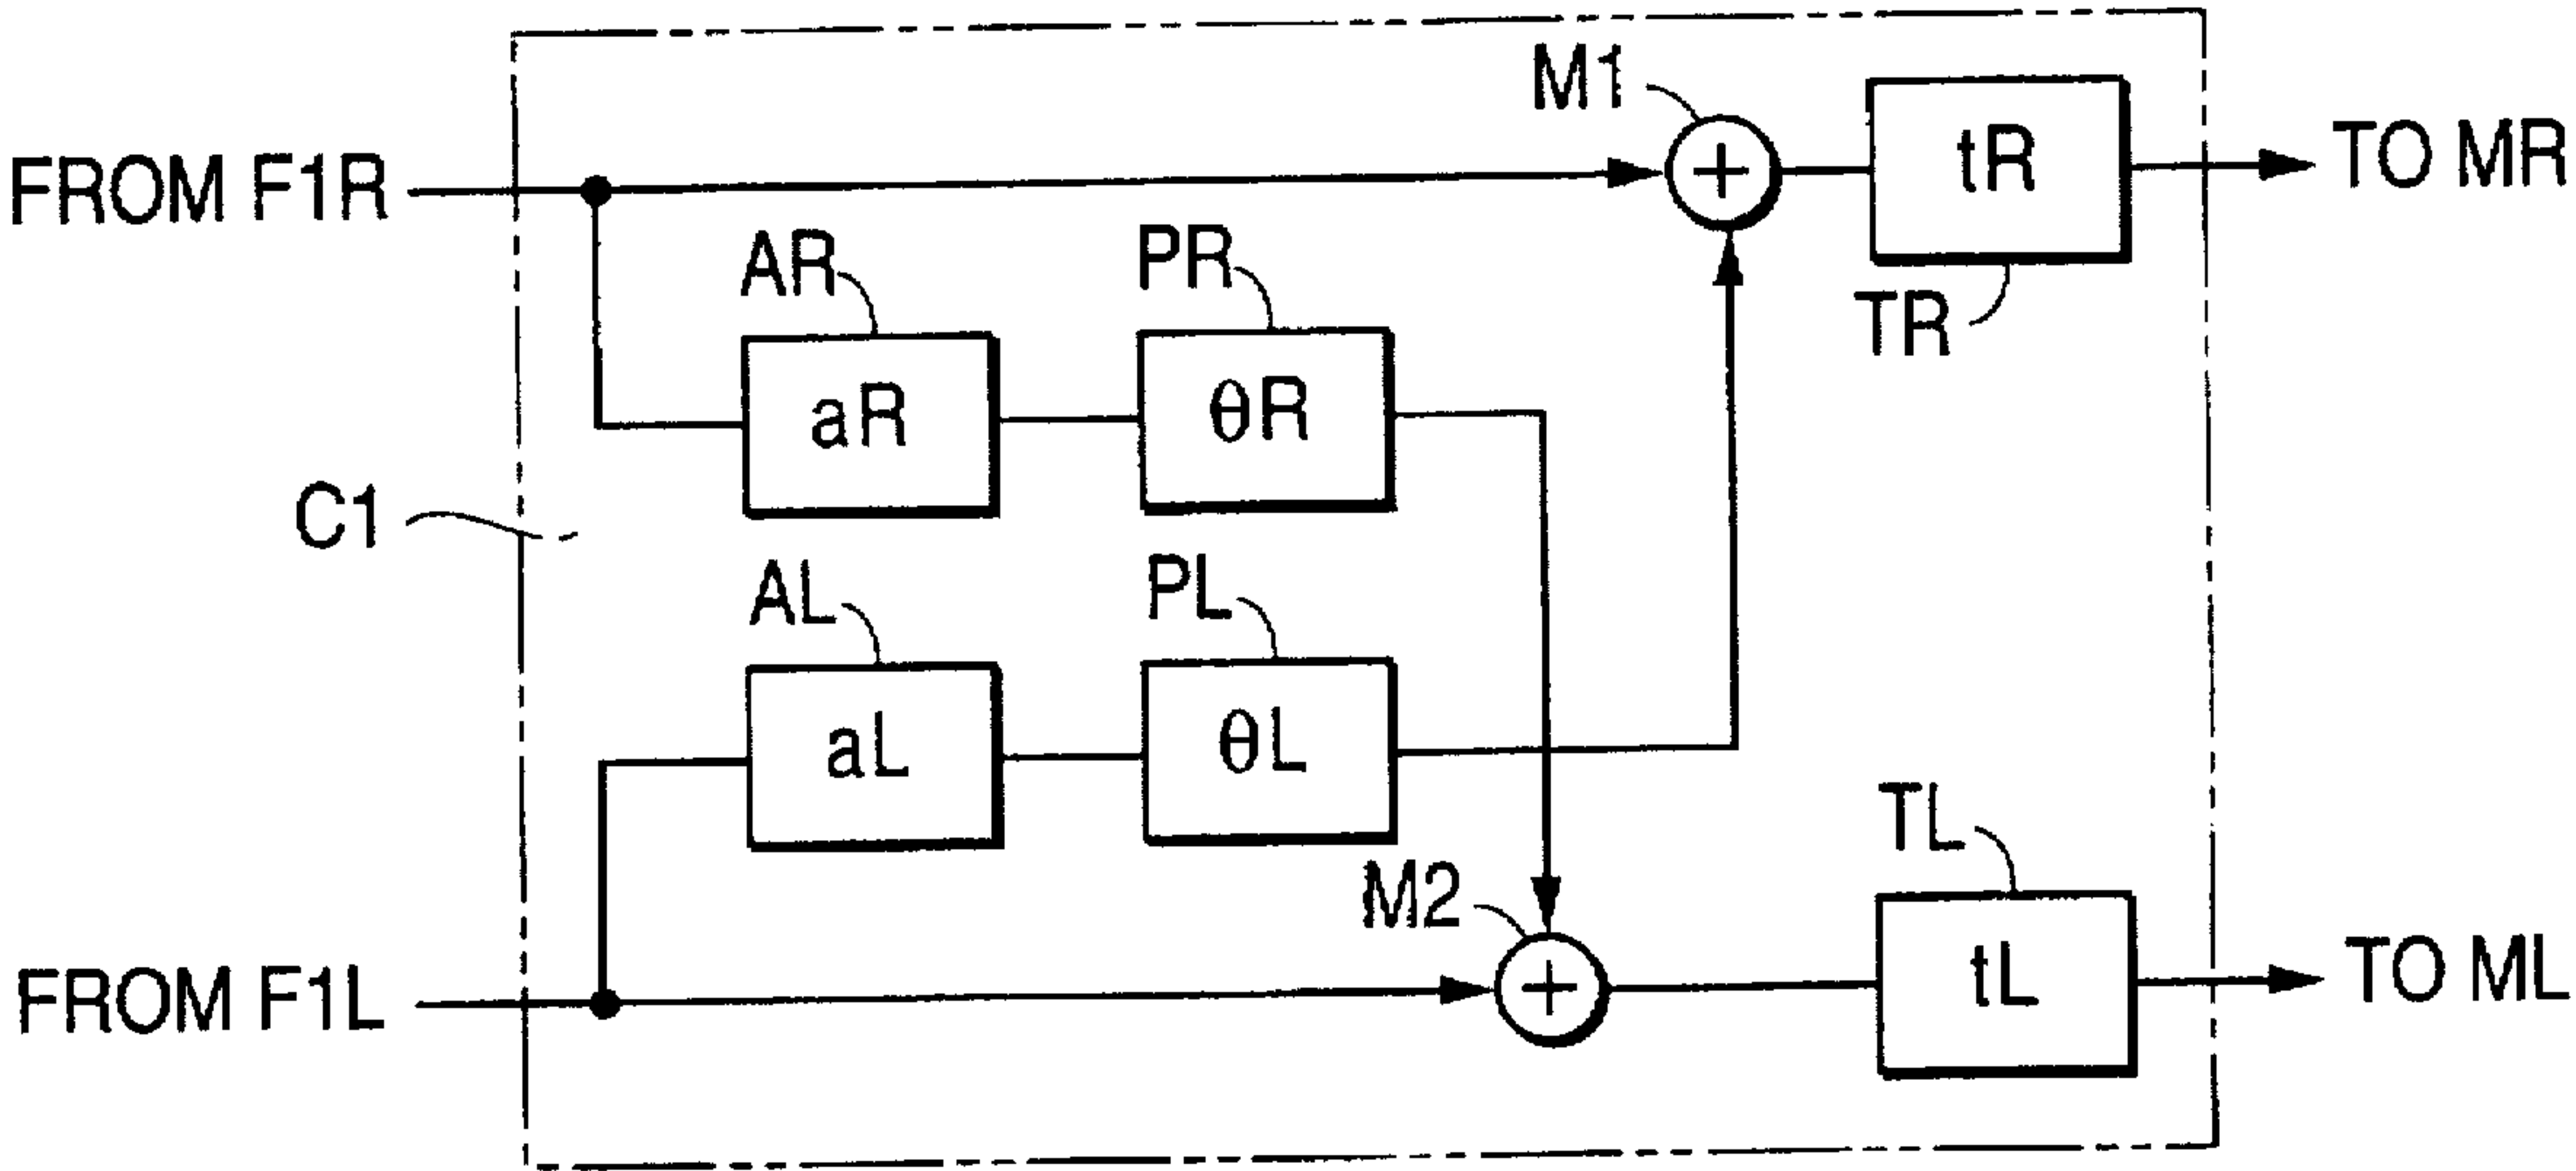 M1
FROM F1R
+
tR
TO MR
AR
PR
TR
aR
θR
C1
AL
PL
aL
θL
TL
M2
FROM F1L
+
tL
TO ML